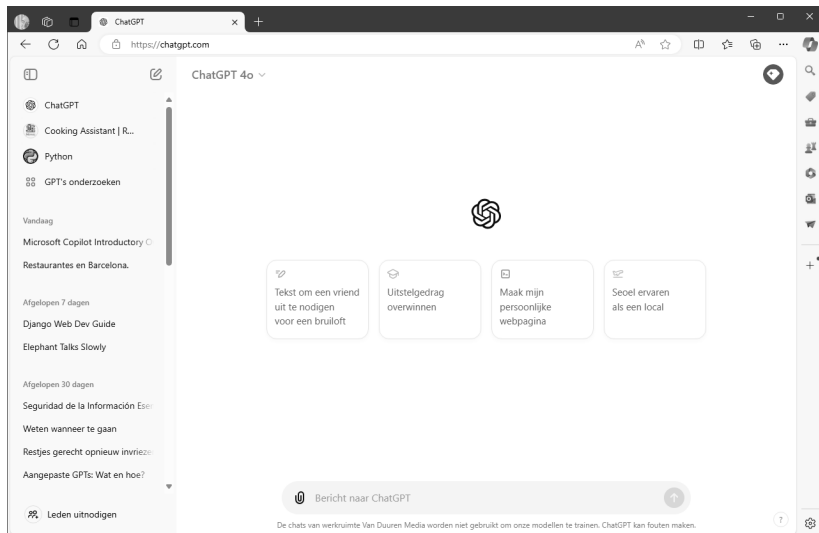 ChatGPT
https://chatgpt.com
ChatGPT
Cooking Assistant | R...
Python
GPT's onderzoeken
Vandaag
Microsoft Copilot Introductory
Restaurantes en Barcelona.
Afgelopen 7 dagen
Django Web Dev Guide
Elephant Talks Slowly
Afgelopen 30 dagen
Seguridad de la Información Esen
Weten wanneer te gaan
Restjes gerecht opnieuw invrieze
Aangepaste GPTs: Wat en hoe?
Leden uitnodigen
ChatGPT 4o
Tekst om een vriend
uit te nodigen
voor een bruiloft
Uitstelgedrag
overwinnen
Maak mijn
persoonlijke
webpagina
Seoel ervaren
als een local
Bericht naar ChatGPT
De chats van werkruimte Van Duuren Media worden niet gebruikt om onze modellen te trainen. ChatGPT kan fouten maken.
?